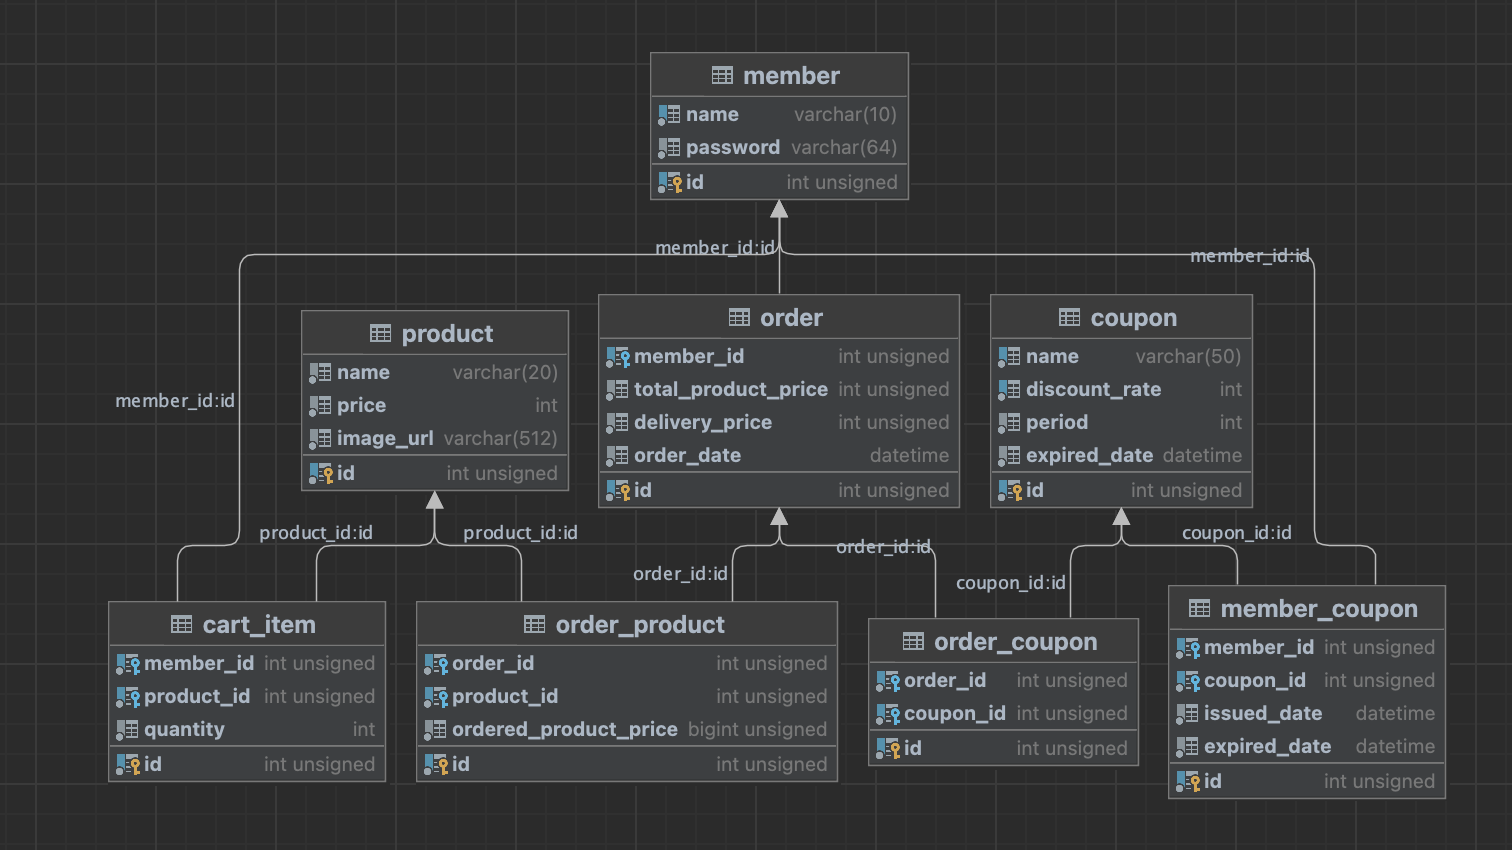 member
name varchar(10)
password varchar(64)
id int unsigned
member_id:id
member_id:id
member_id:id
product
name varchar(20)
price int
image_url varchar(512)
id int unsigned
order
member_id int unsigned
total_product_price int unsigned
delivery_price int unsigned
order_date datetime
id int unsigned
coupon
name varchar(50)
discount_rate int
period int
expired_date datetime
id int unsigned
product_id:id
product_id:id
order_id:id
order_id:id
coupon_id:id
coupon_id:id
cart_item
member_id int unsigned
product_id int unsigned
quantity int
id int unsigned
order_product
order_id int unsigned
product_id int unsigned
ordered_product_price bigint unsigned
id int unsigned
order_coupon
order_id int unsigned
coupon_id int unsigned
id int unsigned
member_coupon
member_id int unsigned
coupon_id int unsigned
issued_date datetime
expired_date datetime
id int unsigned